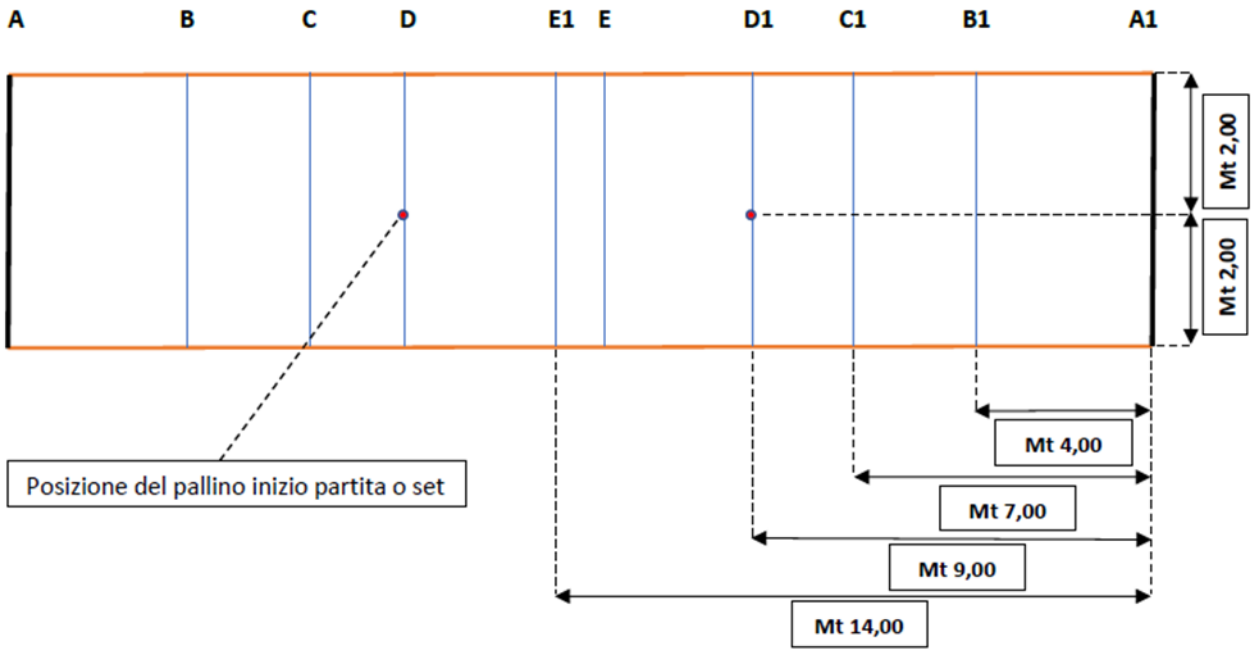 A B C D E1 E D1 C1 B1 A1
Mt 2,00
Mt 2,00
Mt 4,00
Posizione del pallino inizio partita o set
Mt 7,00
Mt 9,00
Mt 14,00